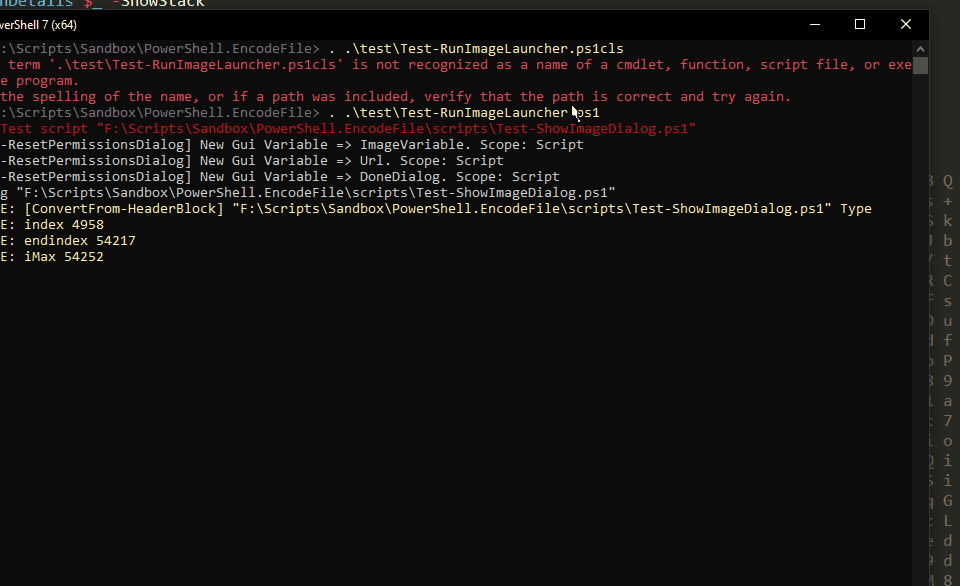 nDetails $_ -ShowStack
werShell 7 (x64)
:\Scripts\Sandbox\PowerShell.EncodeFile> . .\test\Test-RunImageLauncher.ps1cls
term '.\test\Test-RunImageLauncher.ps1cls' is not recognized as a name of a cmdlet, function, script file, or exe
e program.
the spelling of the name, or if a path was included, verify that the path is correct and try again.
:\Scripts\Sandbox\PowerShell.EncodeFile> . .\test\Test-RunImageLauncher.ps1
Test script "F:\Scripts\Sandbox\PowerShell.EncodeFile\scripts\Test-ShowImageDialog.ps1"
-ResetPermissionsDialog] New Gui Variable => ImageVariable. Scope: Script
-ResetPermissionsDialog] New Gui Variable => Url. Scope: Script
-ResetPermissionsDialog] New Gui Variable => DoneDialog. Scope: Script
g "F:\Scripts\Sandbox\PowerShell.EncodeFile\scripts\Test-ShowImageDialog.ps1"
E: [ConvertFrom-HeaderBlock] "F:\Scripts\Sandbox\PowerShell.EncodeFile\scripts\Test-ShowImageDialog.ps1" Type
E: index 4958
E: endindex 54217
E: iMax 54252
Q
+
k
b
t
C
s
u
f
P
9
a
7
o
i
i
G
L
d
d
8